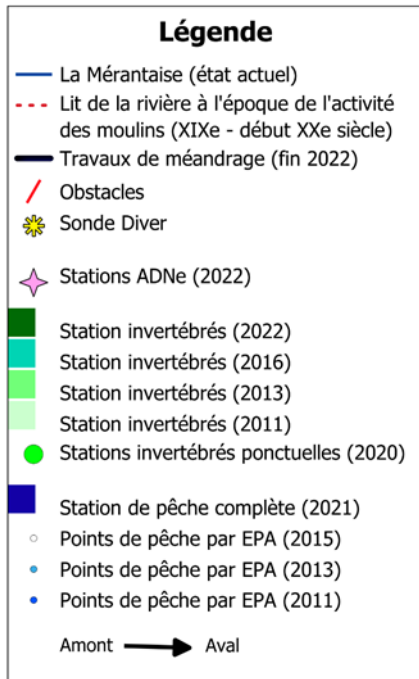 Légende
La Mérantaise (état actuel)
Lit de la rivière à l'époque de l'activité
des moulins (XIXe - début XXe siècle)
Travaux de méandrage (fin 2022)
Obstacles
Sonde Diver
Stations ADNe (2022)
Station invertébrés (2022)
Station invertébrés (2016)
Station invertébrés (2013)
Station invertébrés (2011)
Stations invertébrés ponctuelles (2020)
Station de pêche complète (2021)
Points de pêche par EPA (2015)
Points de pêche par EPA (2013)
Points de pêche par EPA (2011)
Amont Aval